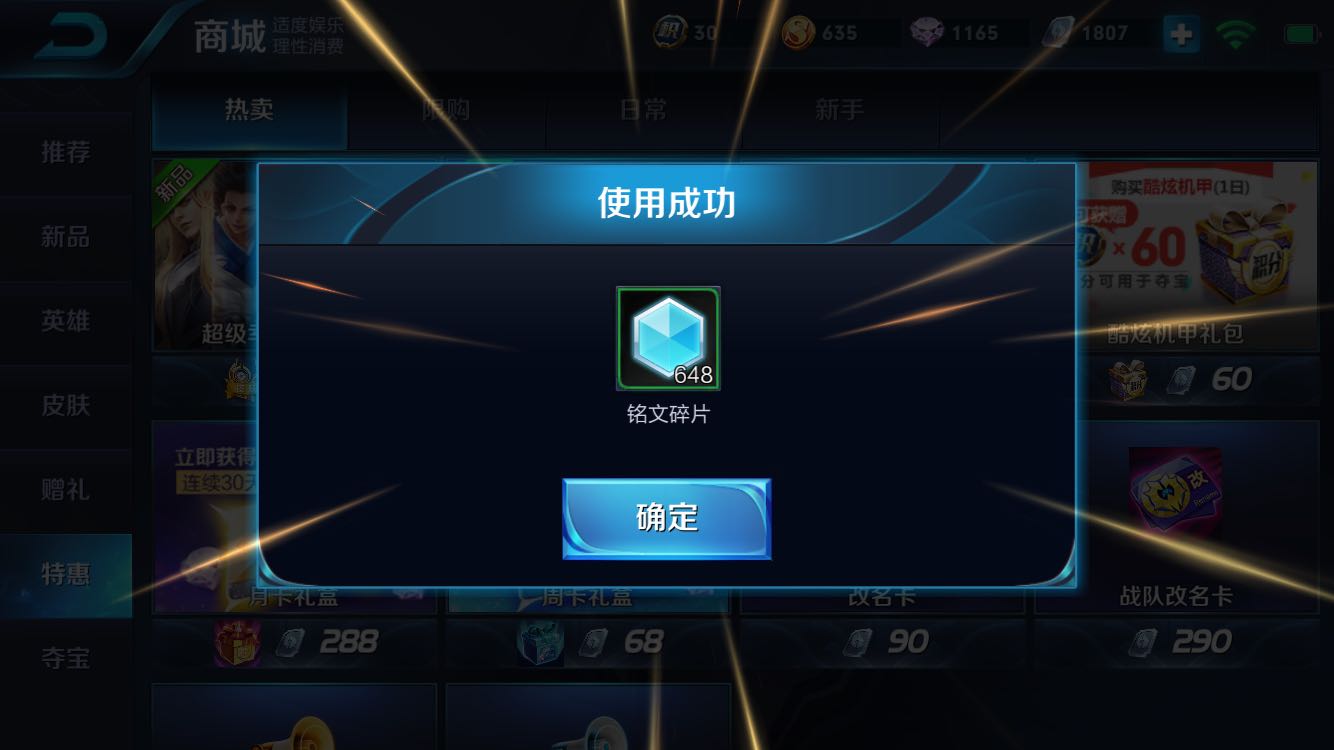 商城
适度娱乐
理性消费
30
635
1165
1807
热卖
限购
日常
新手
推荐
新品
英雄
皮肤
赠礼
特惠
夺宝
新品
超级
购买酷炫机甲(1日)
可获赠
积×60
积分
分可用于夺宝
酷炫机甲礼包
60
使用成功
648
铭文碎片
确定
立即获得
连续30天
月卡礼盒
周卡礼盒
改名卡
改
战队改名卡
288
68
90
290